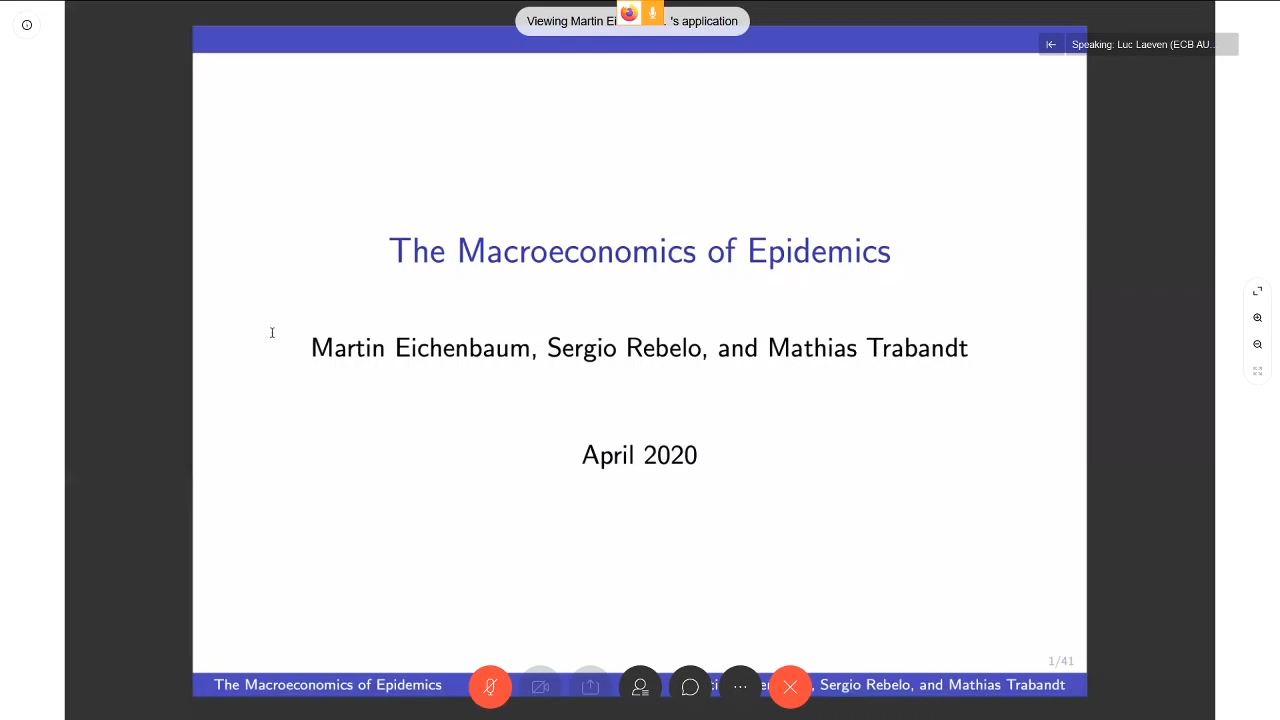 Viewing Martin Ei 's application
Speaking: Luc Laeven (ECB AU...
The Macroeconomics of Epidemics
Martin Eichenbaum, Sergio Rebelo, and Mathias Trabandt
April 2020
1/41
The Macroeconomics of Epidemics
, Sergio Rebelo, and Mathias Trabandt